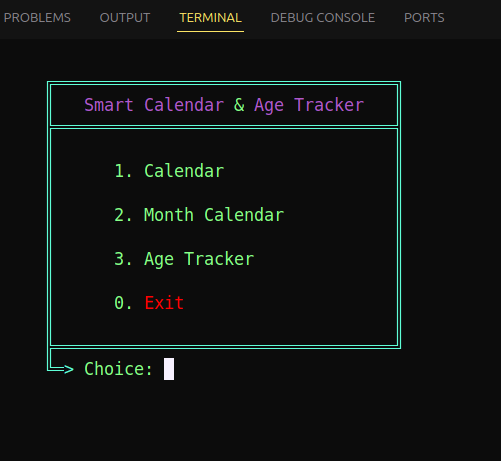 PROBLEMS OUTPUT TERMINAL DEBUG CONSOLE PORTS
Smart Calendar & Age Tracker
1. Calendar
2. Month Calendar
3. Age Tracker
0. Exit
> Choice: